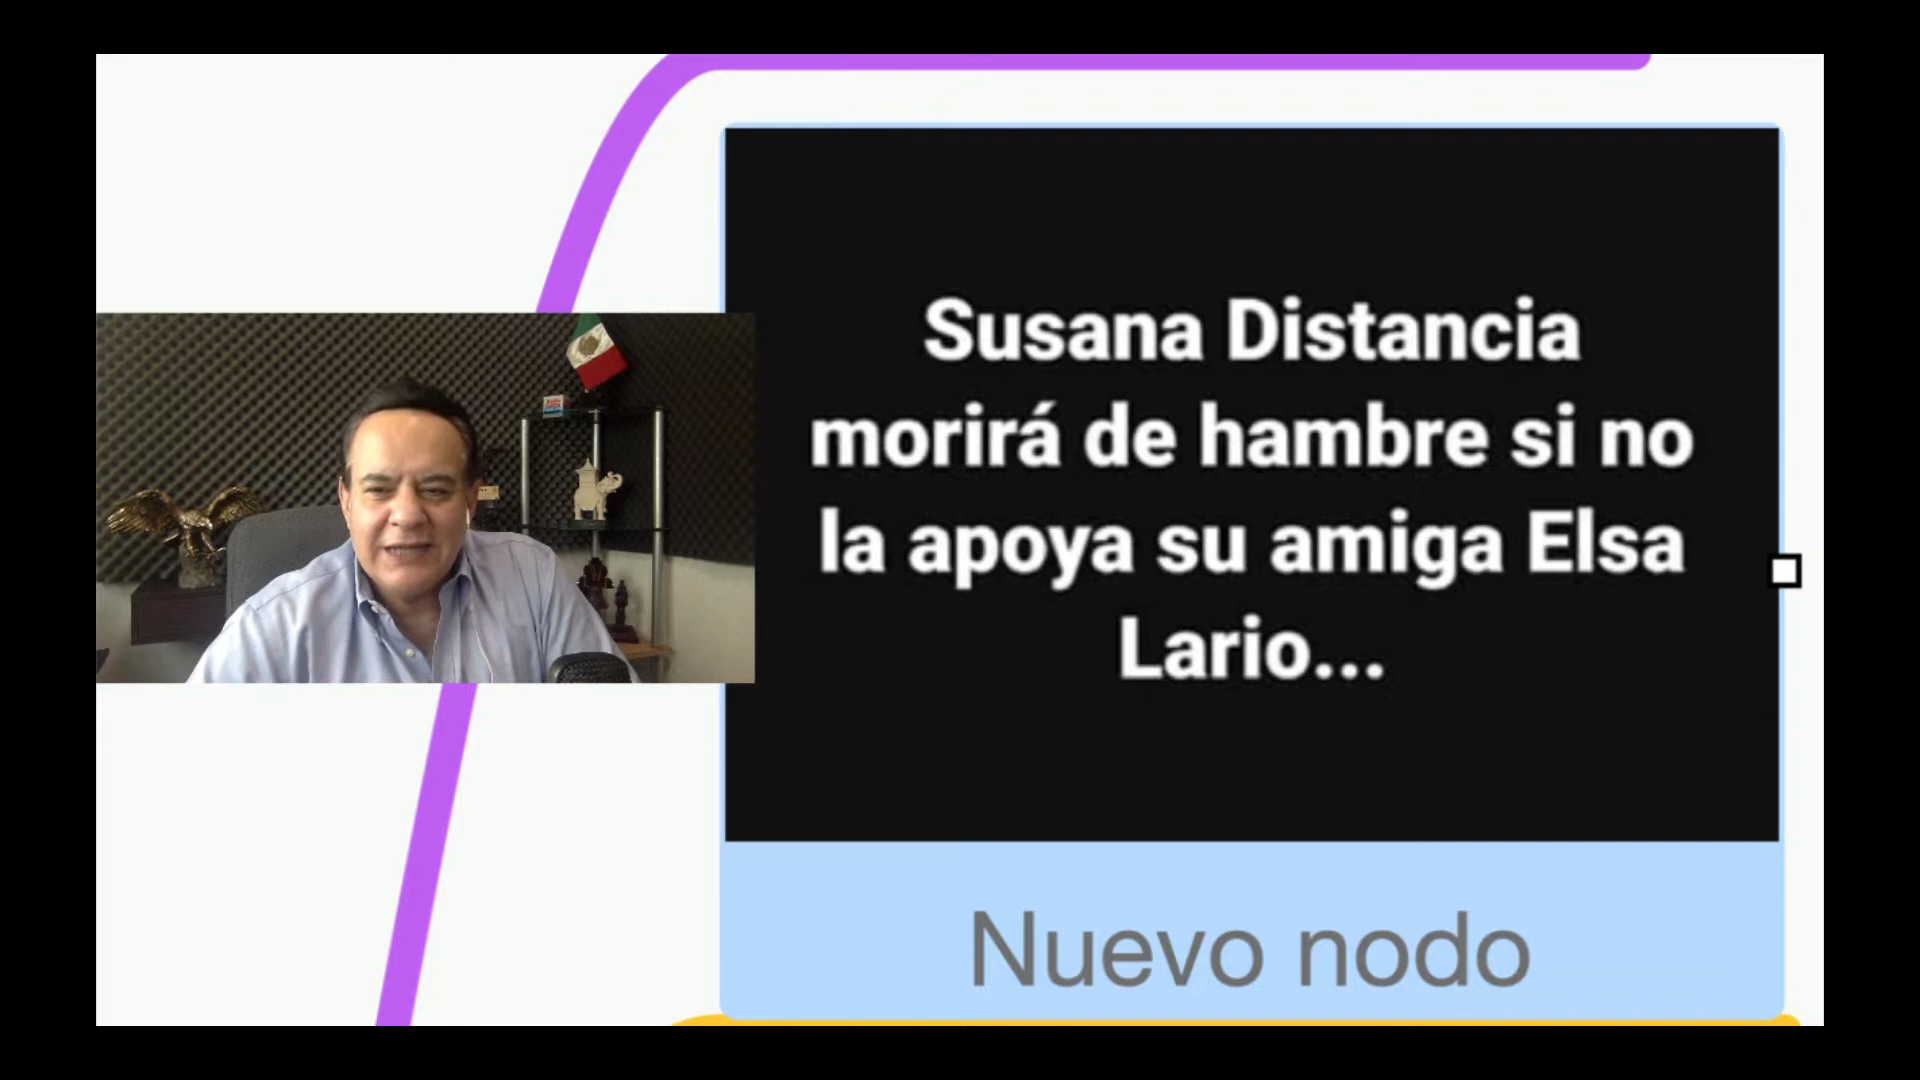 Susana Distancia
morirá de hambre si no
la apoya su amiga Elsa
Lario...
Nuevo nodo